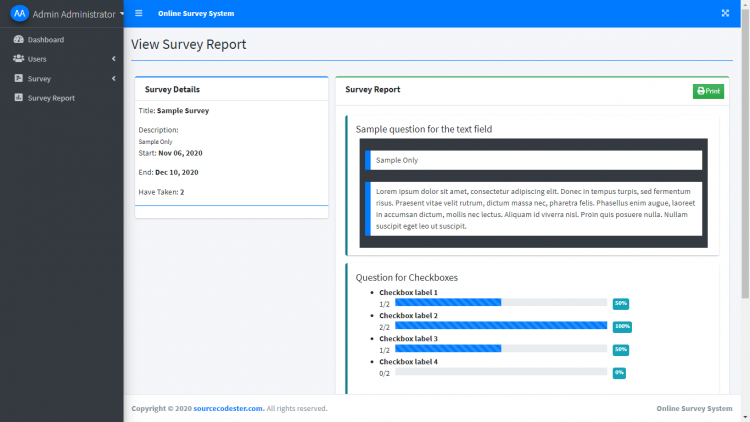 AA Admin Administrator
Online Survey System
Dashboard
Users
Survey
Survey Report
View Survey Report
Survey Details
Title: Sample Survey
Description:
Sample Only
Start: Nov 06, 2020
End: Dec 10, 2020
Have Taken: 2
Survey Report
Print
Sample question for the text field
Sample Only
Lorem ipsum dolor sit amet, consectetur adipiscing elit. Donec in tempus turpis, sed fermentum
risus. Praesent vitae velit rutrum, dictum massa nec, pharetra felis. Phasellus enim augue, laoreet
in accumsan dictum, mollis nec lectus. Aliquam id viverra nisl. Proin quis posuere nulla. Nullam
suscipit eget leo ut suscipit.
Question for Checkboxes
Checkbox label 1
1/2 50%
Checkbox label 2
2/2 100%
Checkbox label 3
1/2 50%
Checkbox label 4
0/2 0%
Copyright © 2020 sourcecodester.com. All rights reserved.
Online Survey System